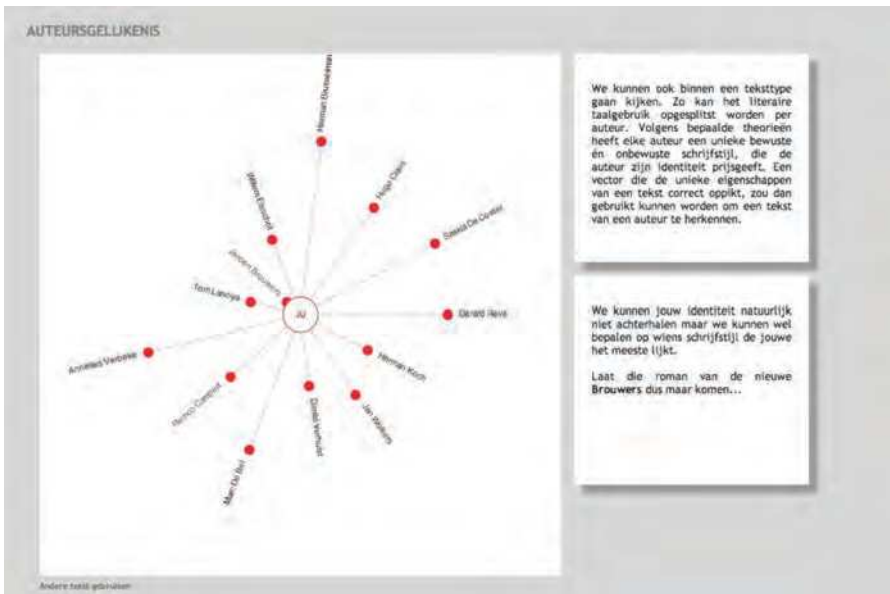 AUTEURSGELIJKENIS
Herman Brusselmans
Hugo Claus
Willem Elsschot
Saskia De Coster
Jeroen Brouwers
Tom Lanoye
JIJ
Gerard Reve
Annelies Verbeke
Herman Koch
Remco Campert
Jan Wolkers
Dimitri Verhulst
Marc De Bel
Andere tekst gebruiken
We kunnen ook binnen een teksttype
gaan kijken. Zo kan het literaire
taalgebruik opgesplitst worden per
auteur. Volgens bepaalde theorieën
heeft elke auteur een unieke bewuste
én onbewuste schrijfstijl, die de
auteur zijn identiteit prijsgeeft. Een
vector die de unieke eigenschappen
van een tekst correct oppikt, zou dan
gebruikt kunnen worden om een tekst
van een auteur te herkennen.
We kunnen jouw identiteit natuurlijk
niet achterhalen maar we kunnen wel
bepalen op wiens schrijfstijl de jouwe
het meeste lijkt.
Laat die roman van de nieuwe
Brouwers dus maar komen...